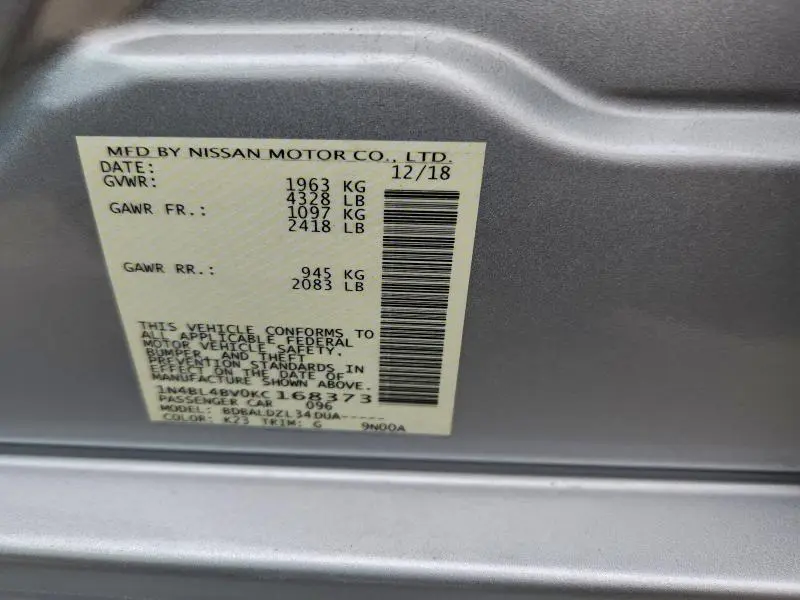 MFD BY NISSAN MOTOR CO., LTD.
DATE: 12/18
GVWR: 1963 KG
4328 LB
GAWR FR.: 1097 KG
2418 LB
GAWR RR.: 945 KG
2083 LB
THIS VEHICLE CONFORMS TO
ALL APPLICABLE FEDERAL
MOTOR VEHICLE SAFETY,
BUMPER, AND THEFT
PREVENTION STANDARDS IN
EFFECT ON THE DATE OF
MANUFACTURE SHOWN ABOVE.
1N4BL4BV0KC168373
PASSENGER CAR 096
MODEL: BDBALDZL34DUA-----
COLOR: K23 TRIM: G 9N00A